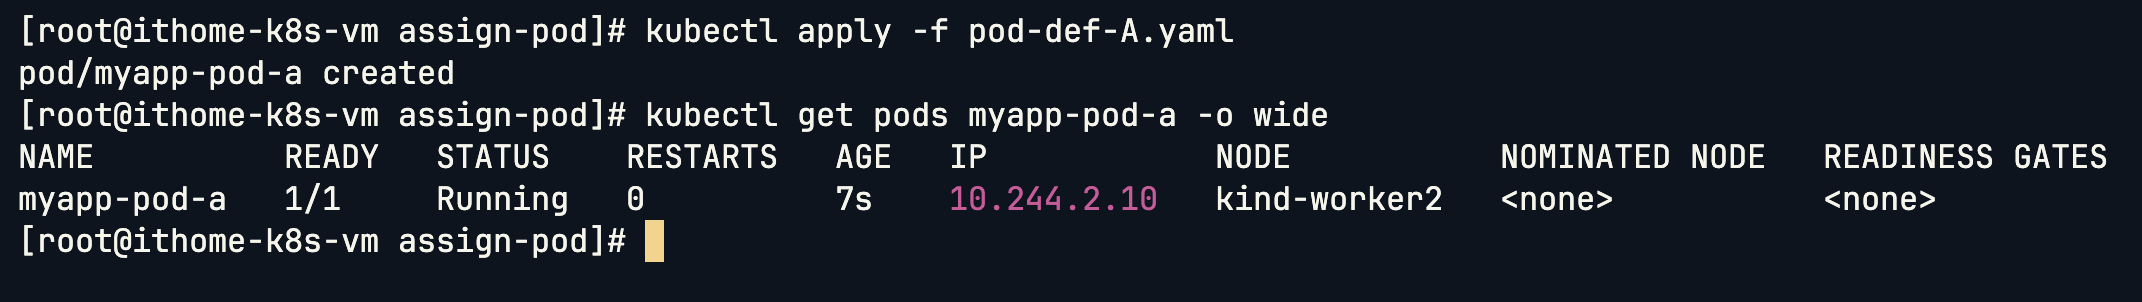 [root@ithome-k8s-vm assign-pod]# kubectl apply -f pod-def-A.yaml
pod/myapp-pod-a created
[root@ithome-k8s-vm assign-pod]# kubectl get pods myapp-pod-a -o wide
NAME          READY   STATUS    RESTARTS   AGE   IP            NODE           NOMINATED NODE   READINESS GATES
myapp-pod-a   1/1     Running   0          7s    10.244.2.10   kind-worker2   <none>           <none>
[root@ithome-k8s-vm assign-pod]#